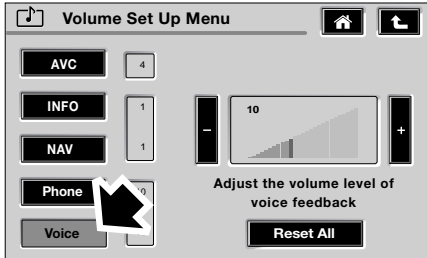 Volume Set Up Menu
AVC 4
INFO 1
NAV 1
Phone
Voice
10
- +
Adjust the volume level of
voice feedback
Reset All